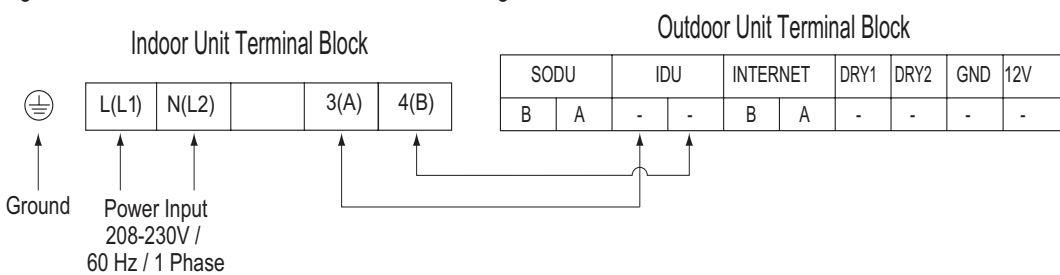 Indoor Unit Terminal Block
L(L1) N(L2) 3(A) 4(B)
Ground
Power Input
208-230V /
60 Hz / 1 Phase
Outdoor Unit Terminal Block
SODU IDU INTERNET DRY1 DRY2 GND 12V
B A - - B A - - - -